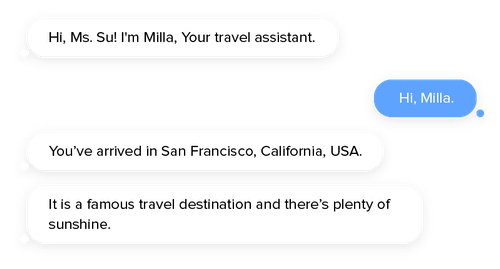 Hi, Ms. Su! I'm Milla, Your travel assistant.
Hi, Milla.
You've arrived in San Francisco, California, USA.
It is a famous travel destination and there's plenty of
sunshine.